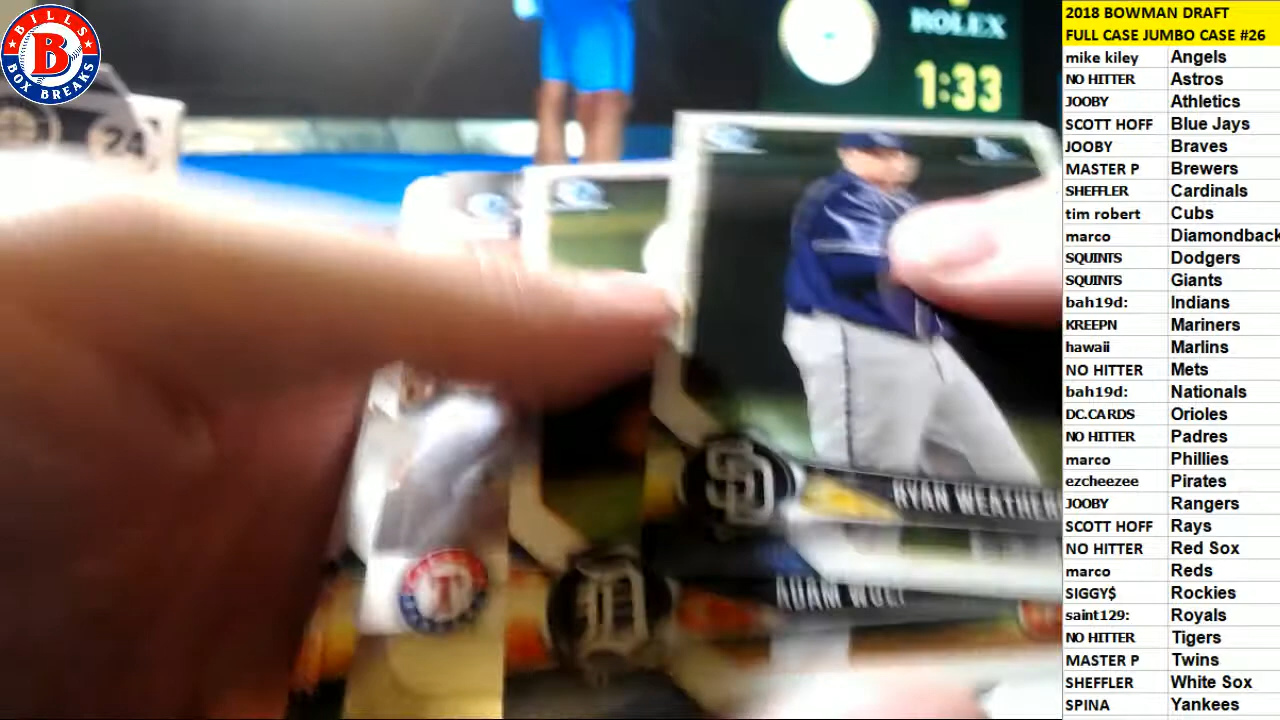 BILLS
B
BOX BREAKS
ROLEX
1:33
24
SD
RYAN WEATHER
ADAM WOLF
D
T
2018 BOWMAN DRAFT
FULL CASE JUMBO CASE #26
mike kiley Angels
NO HITTER Astros
JOOBY Athletics
SCOTT HOFF Blue Jays
JOOBY Braves
MASTER P Brewers
SHEFFLER Cardinals
tim robert Cubs
marco Diamondback
SQUINTS Dodgers
SQUINTS Giants
bah19d: Indians
KREEPN Mariners
hawaii Marlins
NO HITTER Mets
bah19d: Nationals
DC.CARDS Orioles
NO HITTER Padres
marco Phillies
ezcheezee Pirates
JOOBY Rangers
SCOTT HOFF Rays
NO HITTER Red Sox
marco Reds
SIGGY$ Rockies
saint129: Royals
NO HITTER Tigers
MASTER P Twins
SHEFFLER White Sox
SPINA Yankees